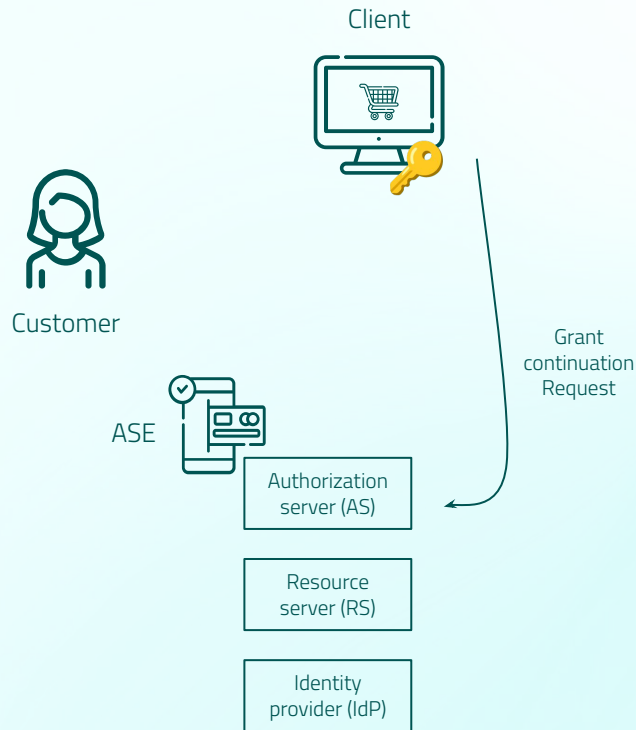 Client
Customer
Grant
continuation
Request
ASE
Authorization
server (AS)
Resource
server (RS)
Identity
provider (IdP)